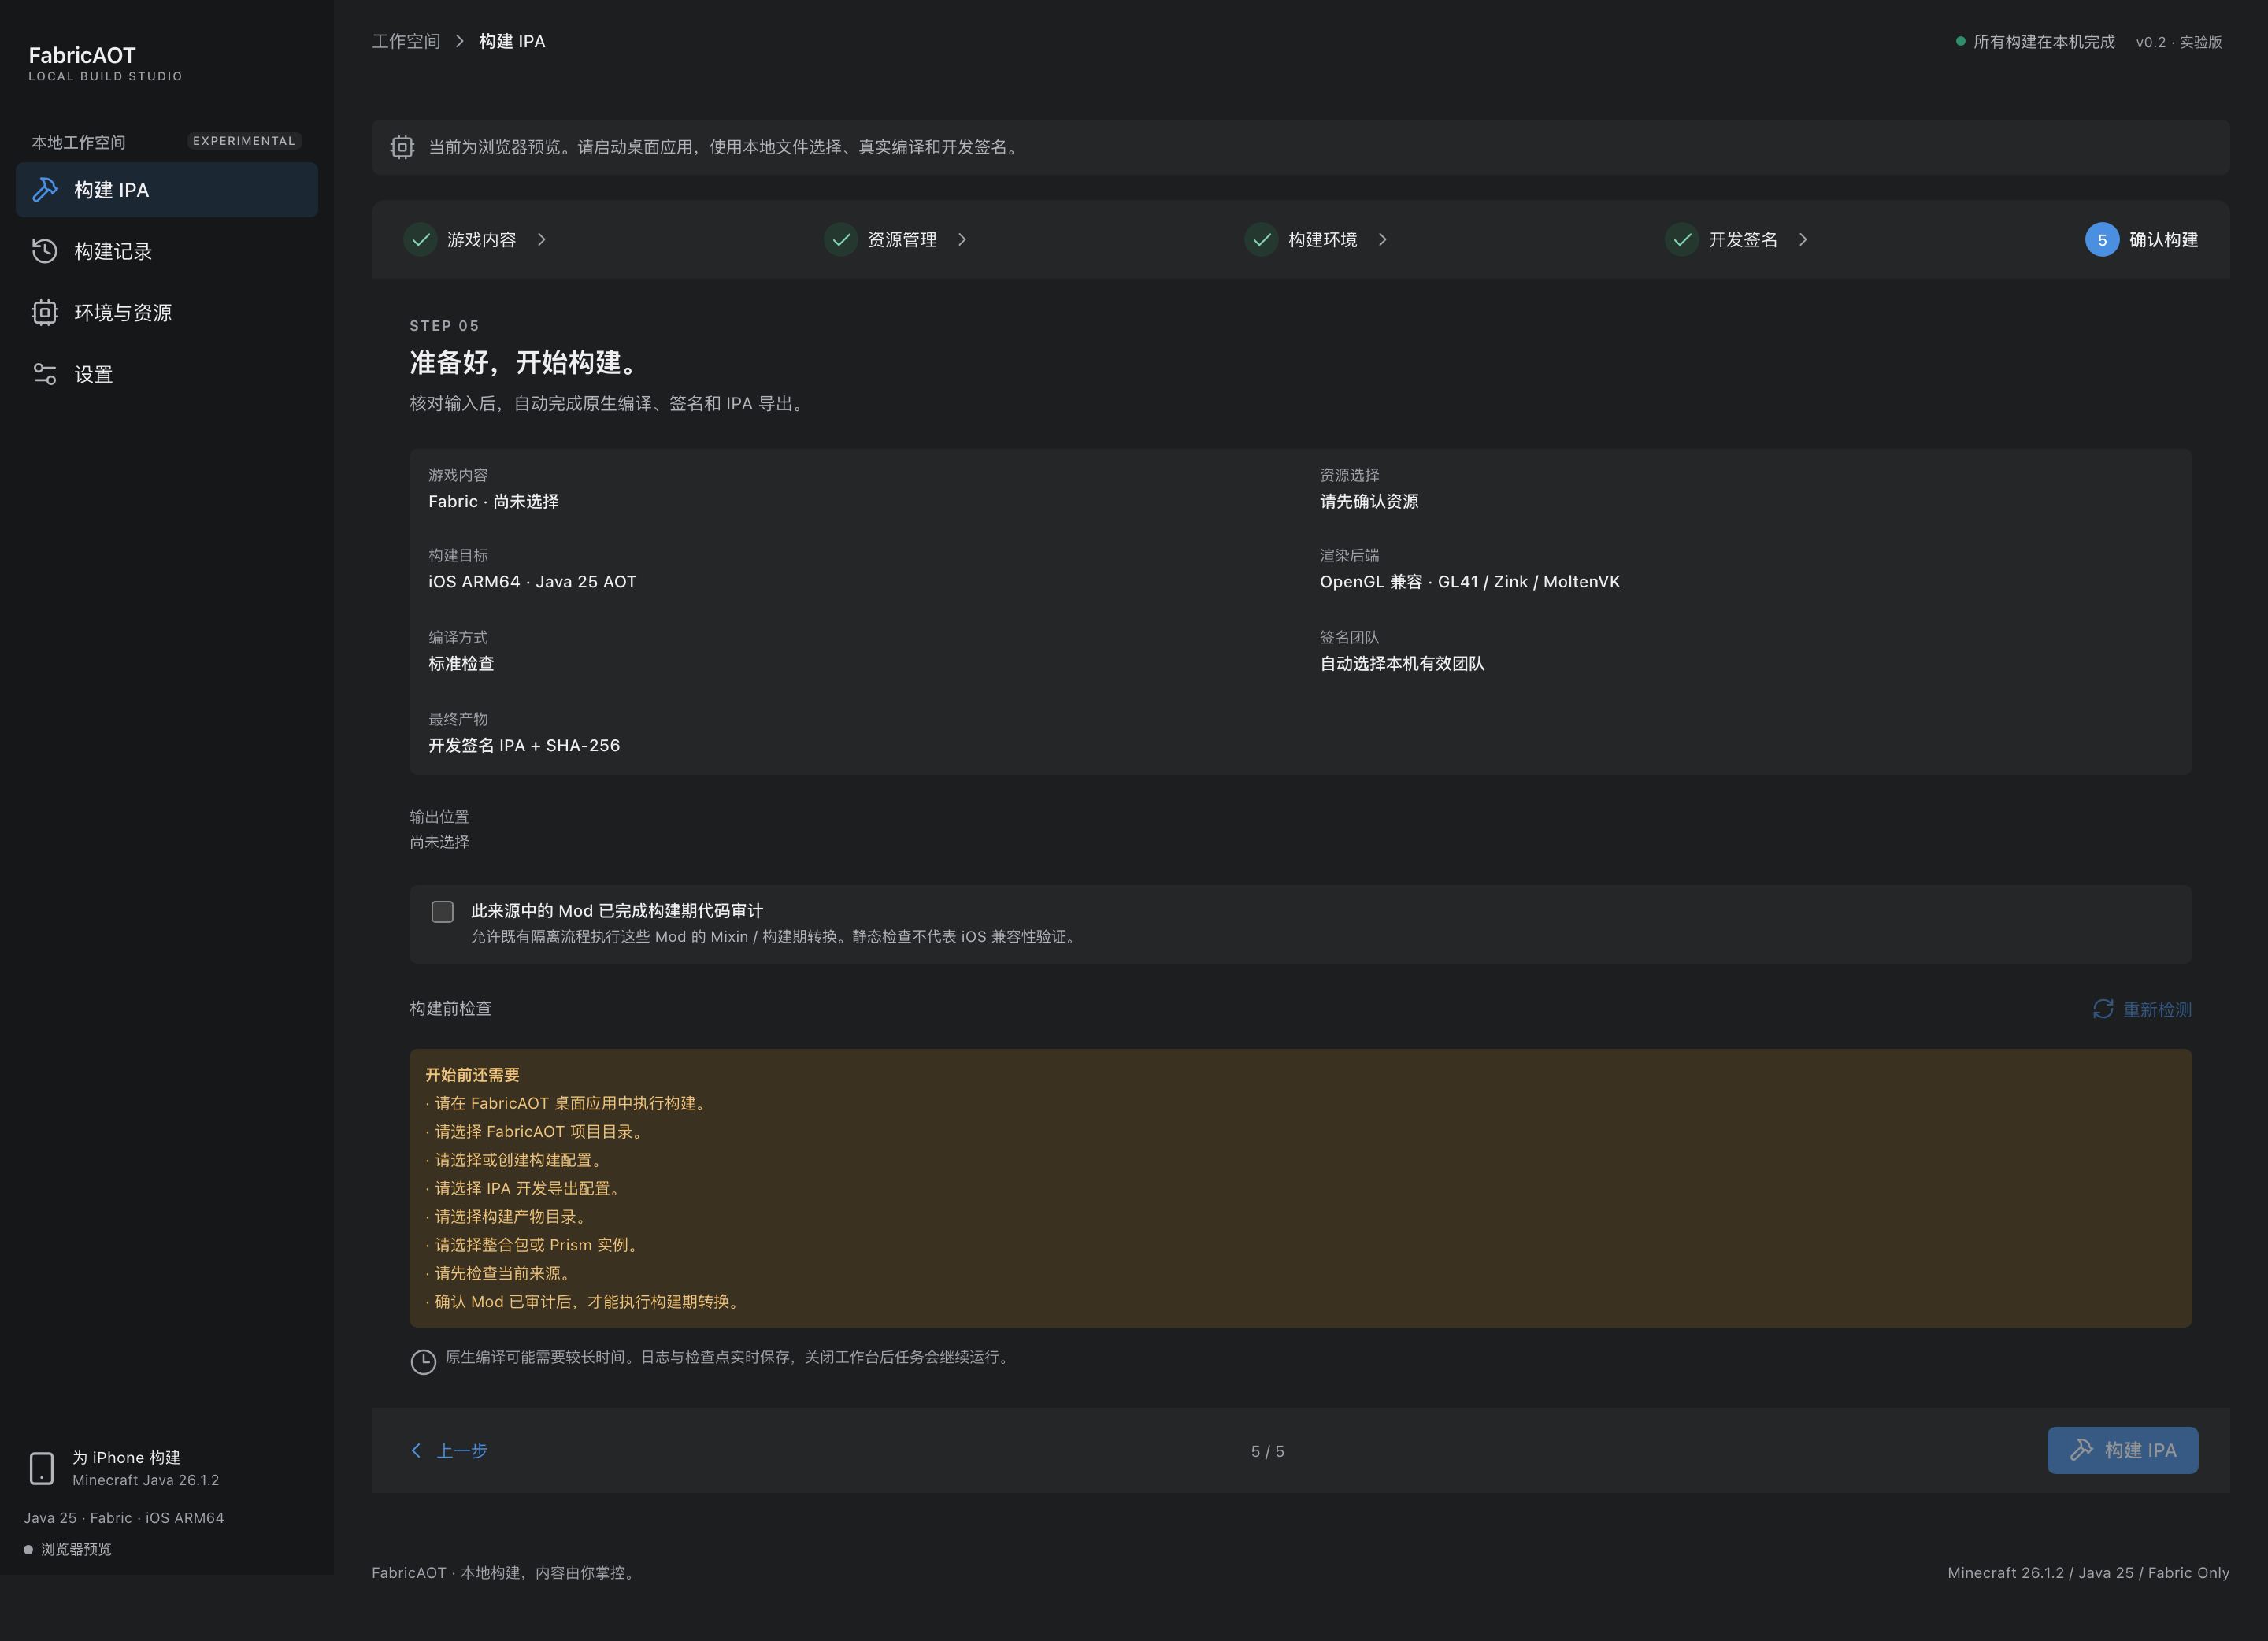 FabricAOT
LOCAL BUILD STUDIO
本地工作空间 EXPERIMENTAL
构建 IPA
构建记录
环境与资源
设置
为 iPhone 构建
Minecraft Java 26.1.2
Java 25 · Fabric · iOS ARM64
浏览器预览
工作空间 > 构建 IPA
所有构建在本机完成 v0.2 · 实验版
当前为浏览器预览。请启动桌面应用，使用本地文件选择、真实编译和开发签名。
游戏内容 资源管理 构建环境 开发签名 5 确认构建
STEP 05
准备好，开始构建。
核对输入后，自动完成原生编译、签名和 IPA 导出。
游戏内容
Fabric · 尚未选择
资源选择
请先确认资源
构建目标
iOS ARM64 · Java 25 AOT
渲染后端
OpenGL 兼容 · GL41 / Zink / MoltenVK
编译方式
标准检查
签名团队
自动选择本机有效团队
最终产物
开发签名 IPA + SHA-256
输出位置
尚未选择
此来源中的 Mod 已完成构建期代码审计
允许既有隔离流程执行这些 Mod 的 Mixin / 构建期转换。静态检查不代表 iOS 兼容性验证。
构建前检查 重新检测
开始前还需要
· 请在 FabricAOT 桌面应用中执行构建。
· 请选择 FabricAOT 项目目录。
· 请选择或创建构建配置。
· 请选择 IPA 开发导出配置。
· 请选择构建产物目录。
· 请选择整合包或 Prism 实例。
· 请先检查当前来源。
· 确认 Mod 已审计后，才能执行构建期转换。
原生编译可能需要较长时间。日志与检查点实时保存，关闭工作台后任务会继续运行。
上一步 5 / 5 构建 IPA
FabricAOT · 本地构建，内容由你掌控。 Minecraft 26.1.2 / Java 25 / Fabric Only